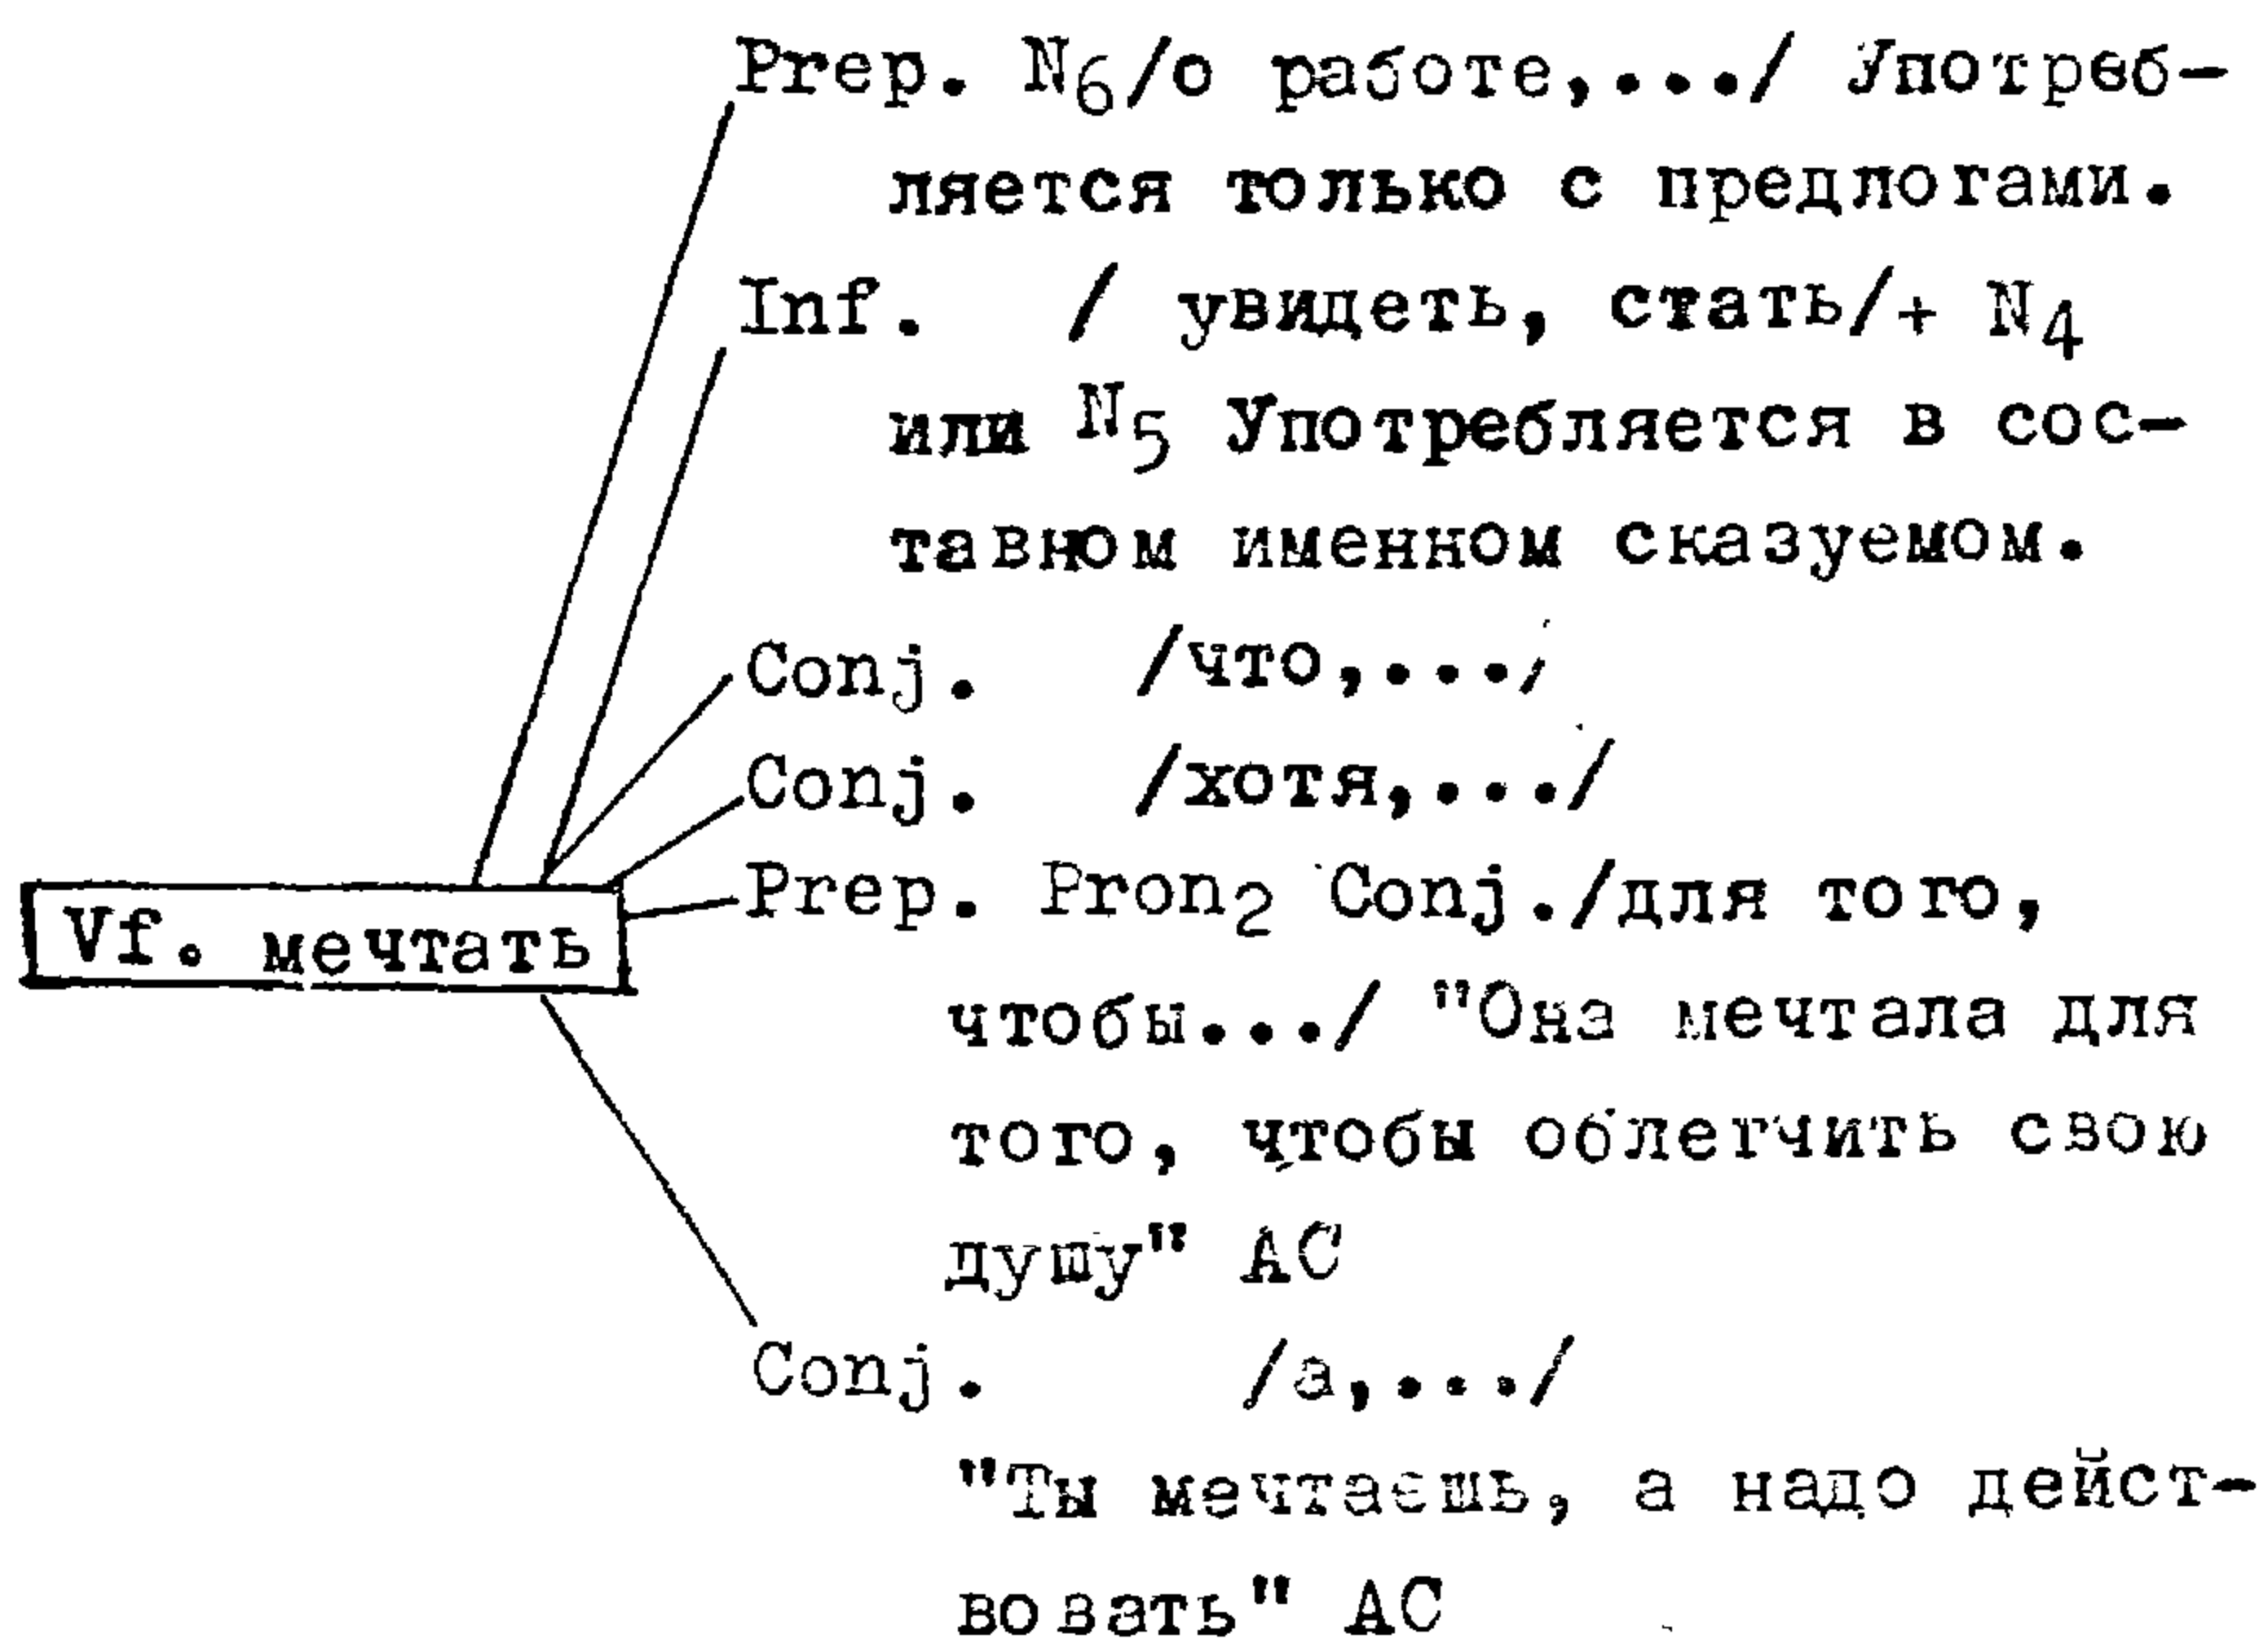 Prep. N6/о работе,.../ Употреб-
ляется только с предлогами.
Inf. / увидеть, стать/+ N4
или N5 Употребляется в сос-
тавном именном сказуемом.
Conj. /что,.../
Conj. /хотя,.../
Prep. Pron2 Conj./для того,
Vf. мечтать
чтобы.../ "Она мечтала для
того, чтобы облегчить свою
душу" АС
Conj. /а,.../
"Ты мечтаешь, а надо дейст-
вовать" АС